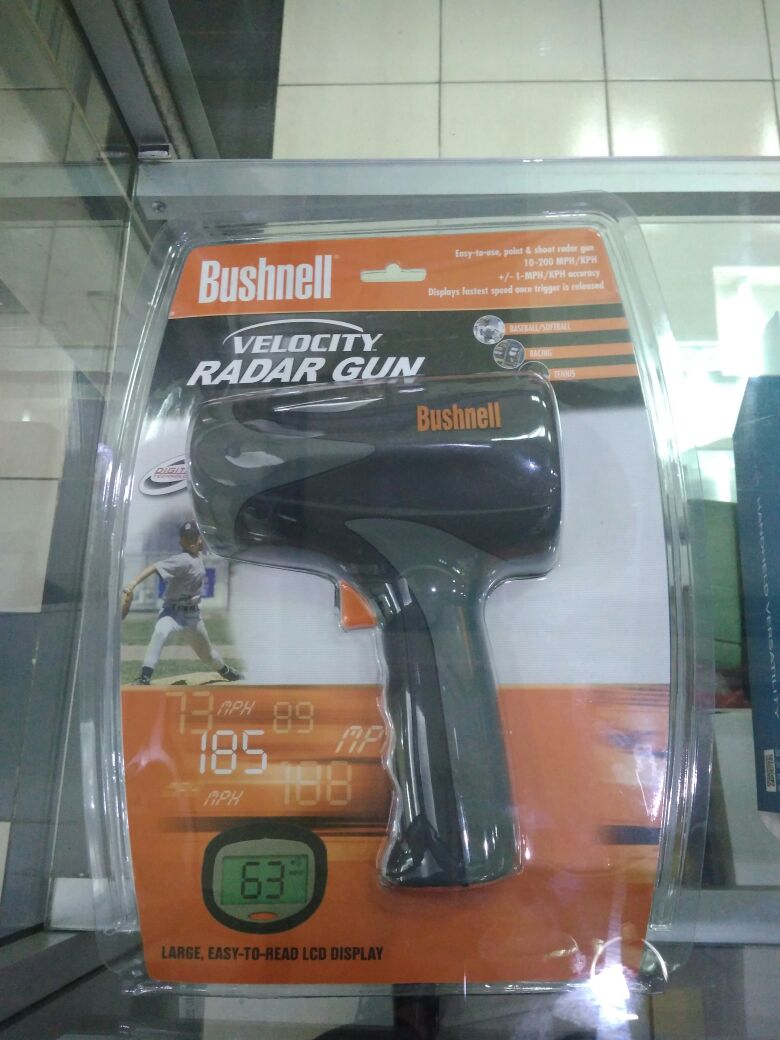 Bushnell
Easy-to-use, point & shoot radar gun
10-200 MPH/KPH
+/- 1-MPH/KPH accuracy
Displays fastest speed once trigger is released
VELOCITY
RADAR GUN
BASEBALL/SOFTBALL
RACING
TENNIS
Bushnell
DIGIT
73 MPH 89
185
MPH 188
63
MPH
LARGE, EASY-TO-READ LCD DISPLAY